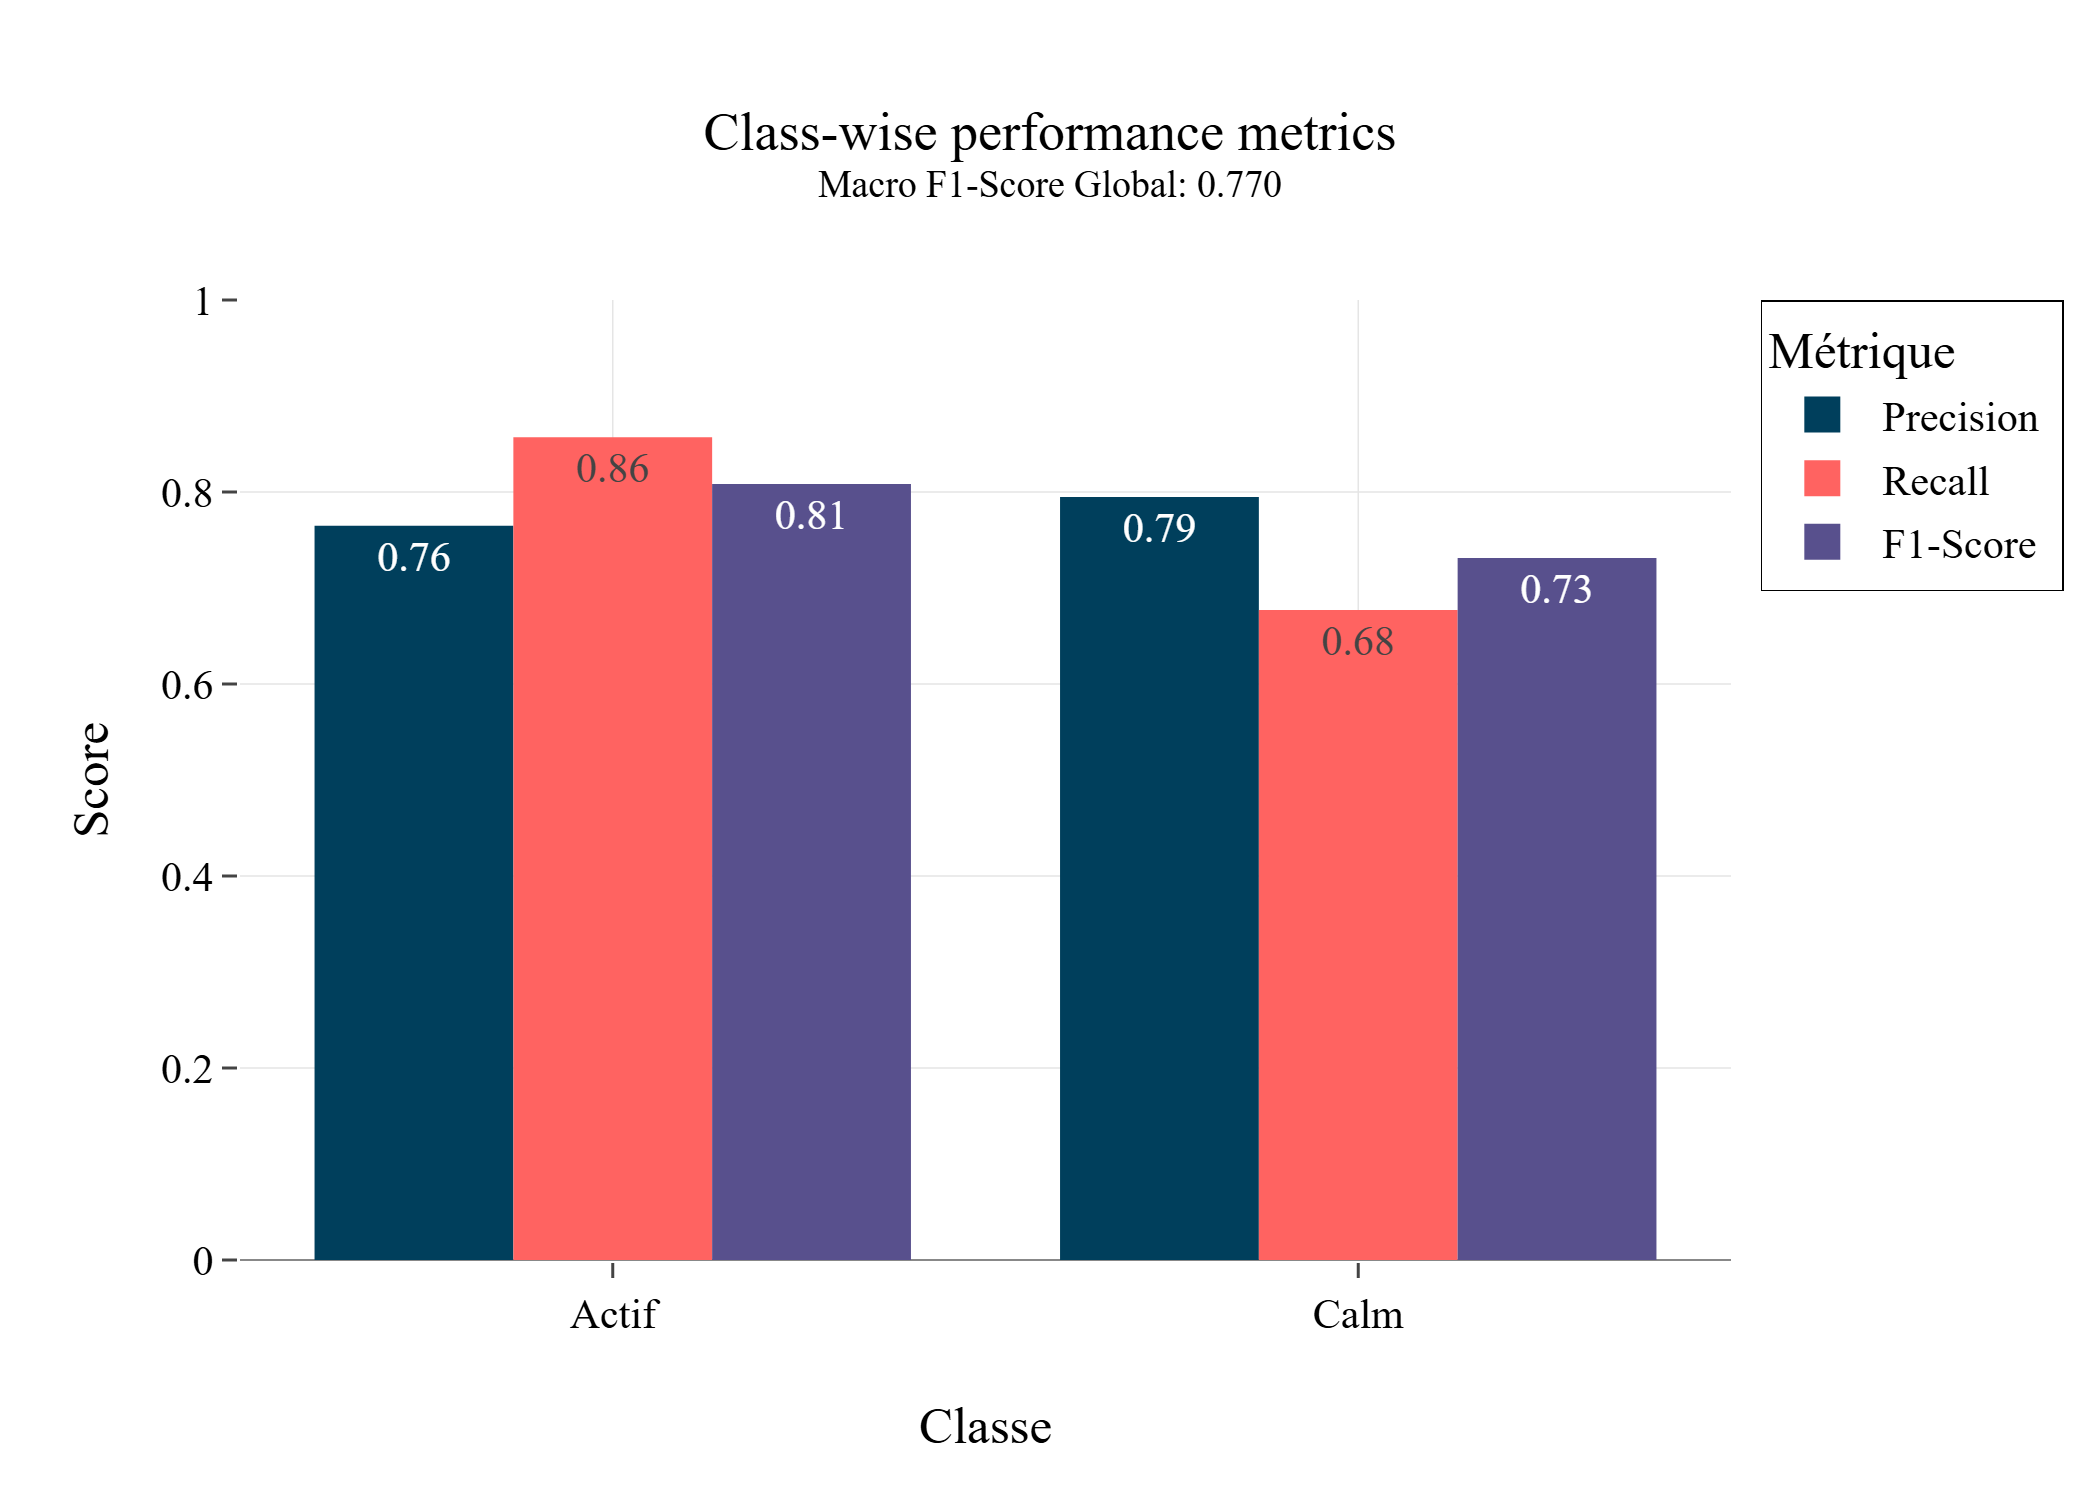 Class-wise performance metrics
Macro F1-Score Global: 0.770
1
0.8
0.6
0.4
0.2
0
Score
0.76
0.86
0.81
0.79
0.68
0.73
Actif
Calm
Classe
Métrique
Precision
Recall
F1-Score